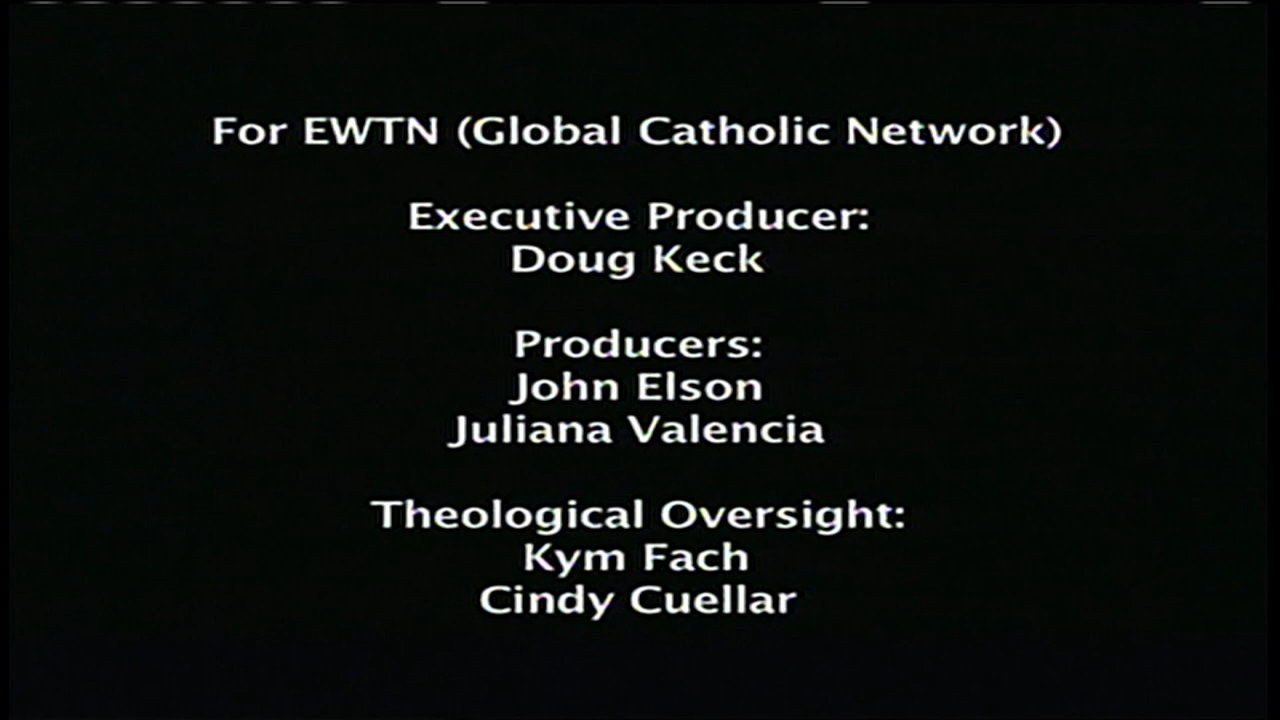 For EWTN (Global Catholic Network)
Executive Producer:
Doug Keck
Producers:
John Elson
Juliana Valencia
Theological Oversight:
Kym Fach
Cindy Cuellar